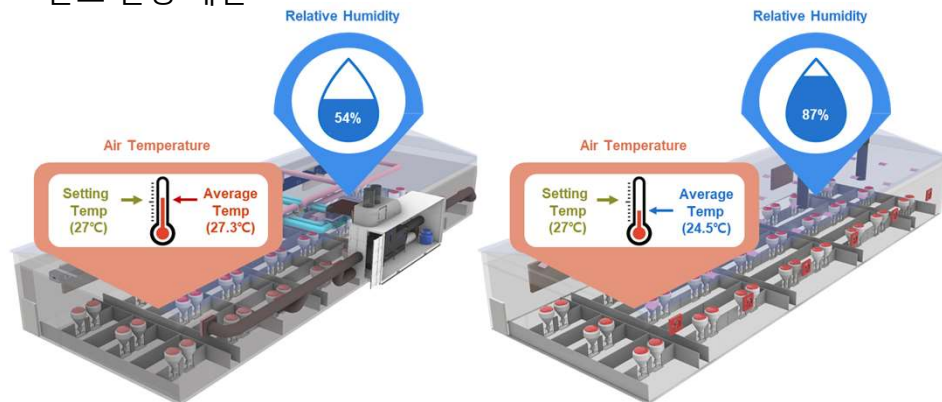 Relative Humidity
54%
Air Temperature
Setting
Temp
(27℃)
Average
Temp
(27.3℃)
Relative Humidity
87%
Air Temperature
Setting
Temp
(27℃)
Average
Temp
(24.5℃)